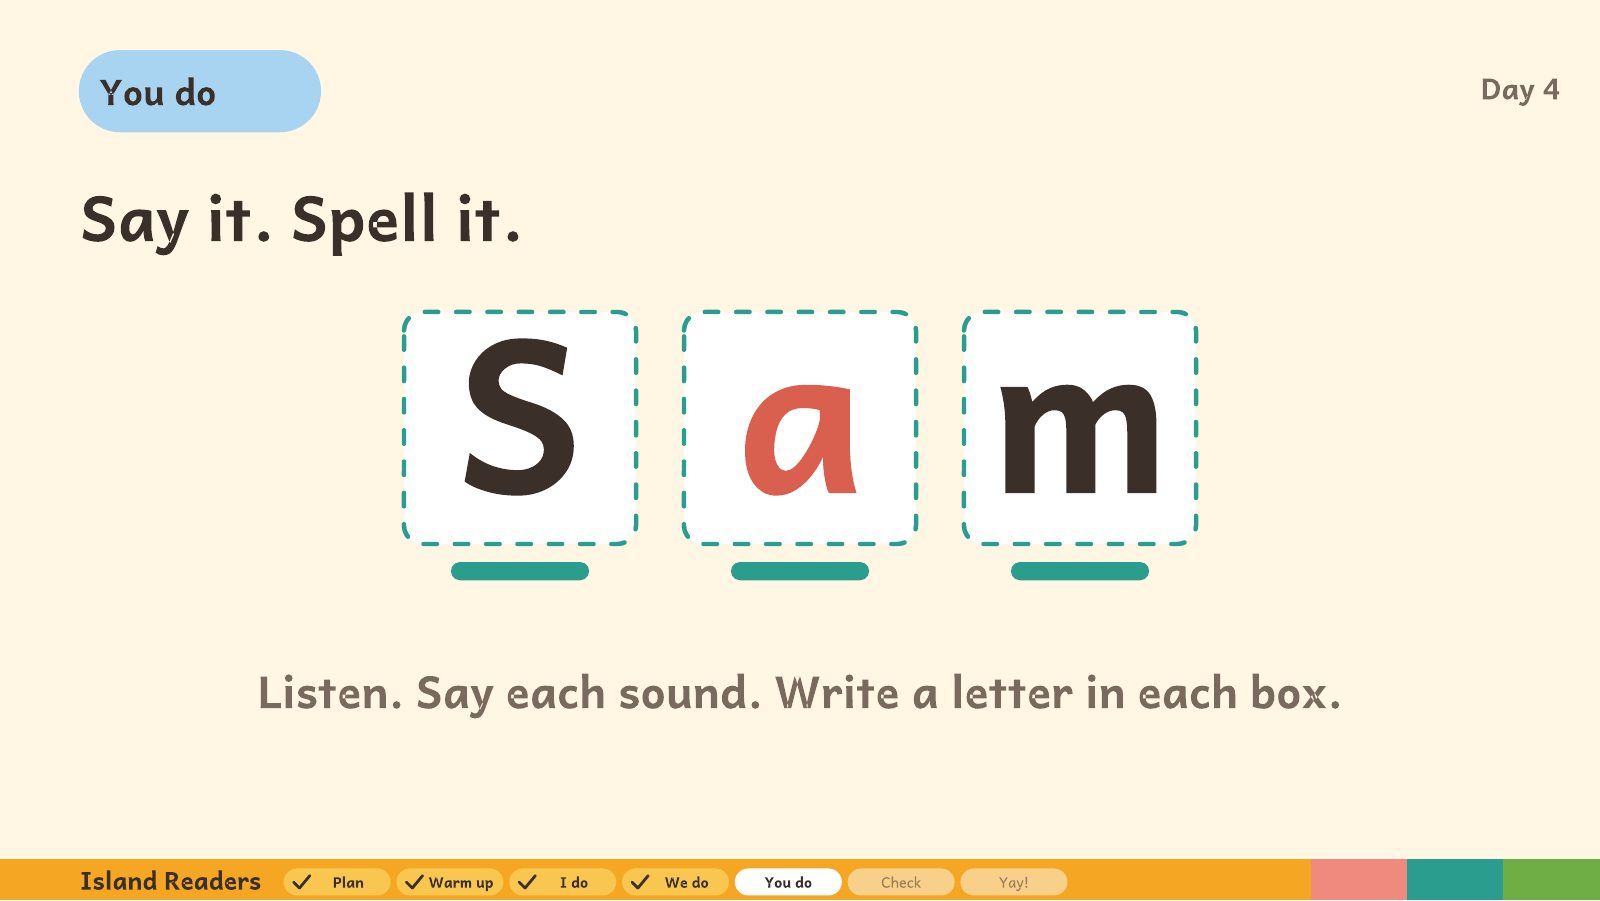 You do
Day 4
Say it. Spell it.
S a m
Listen. Say each sound. Write a letter in each box.
Island Readers Plan Warm up I do We do You do Check Yay!